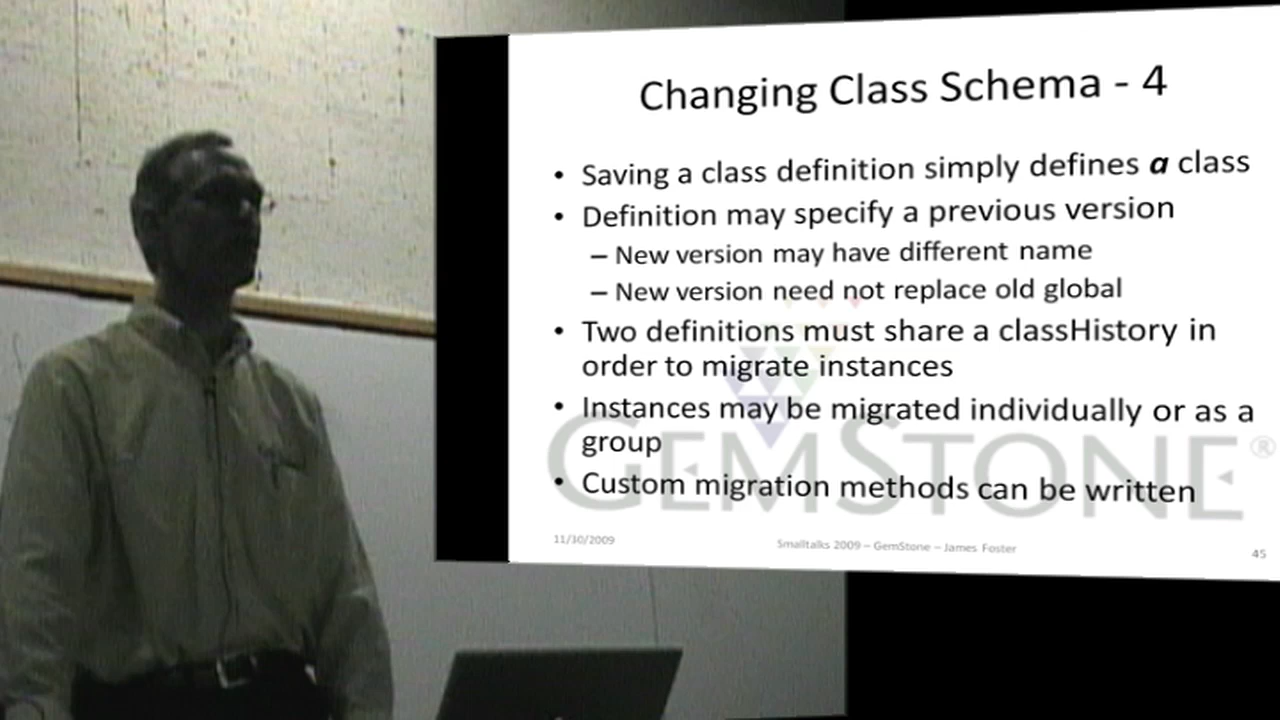 Changing Class Schema - 4
• Saving a class definition simply defines a class
• Definition may specify a previous version
– New version may have different name
– New version need not replace old global
• Two definitions must share a classHistory in
order to migrate instances
• Instances may be migrated individually or as a
group
• Custom migration methods can be written
GEMSTONE®
11/30/2009
Smalltalks 2009 – GemStone – James Foster
45